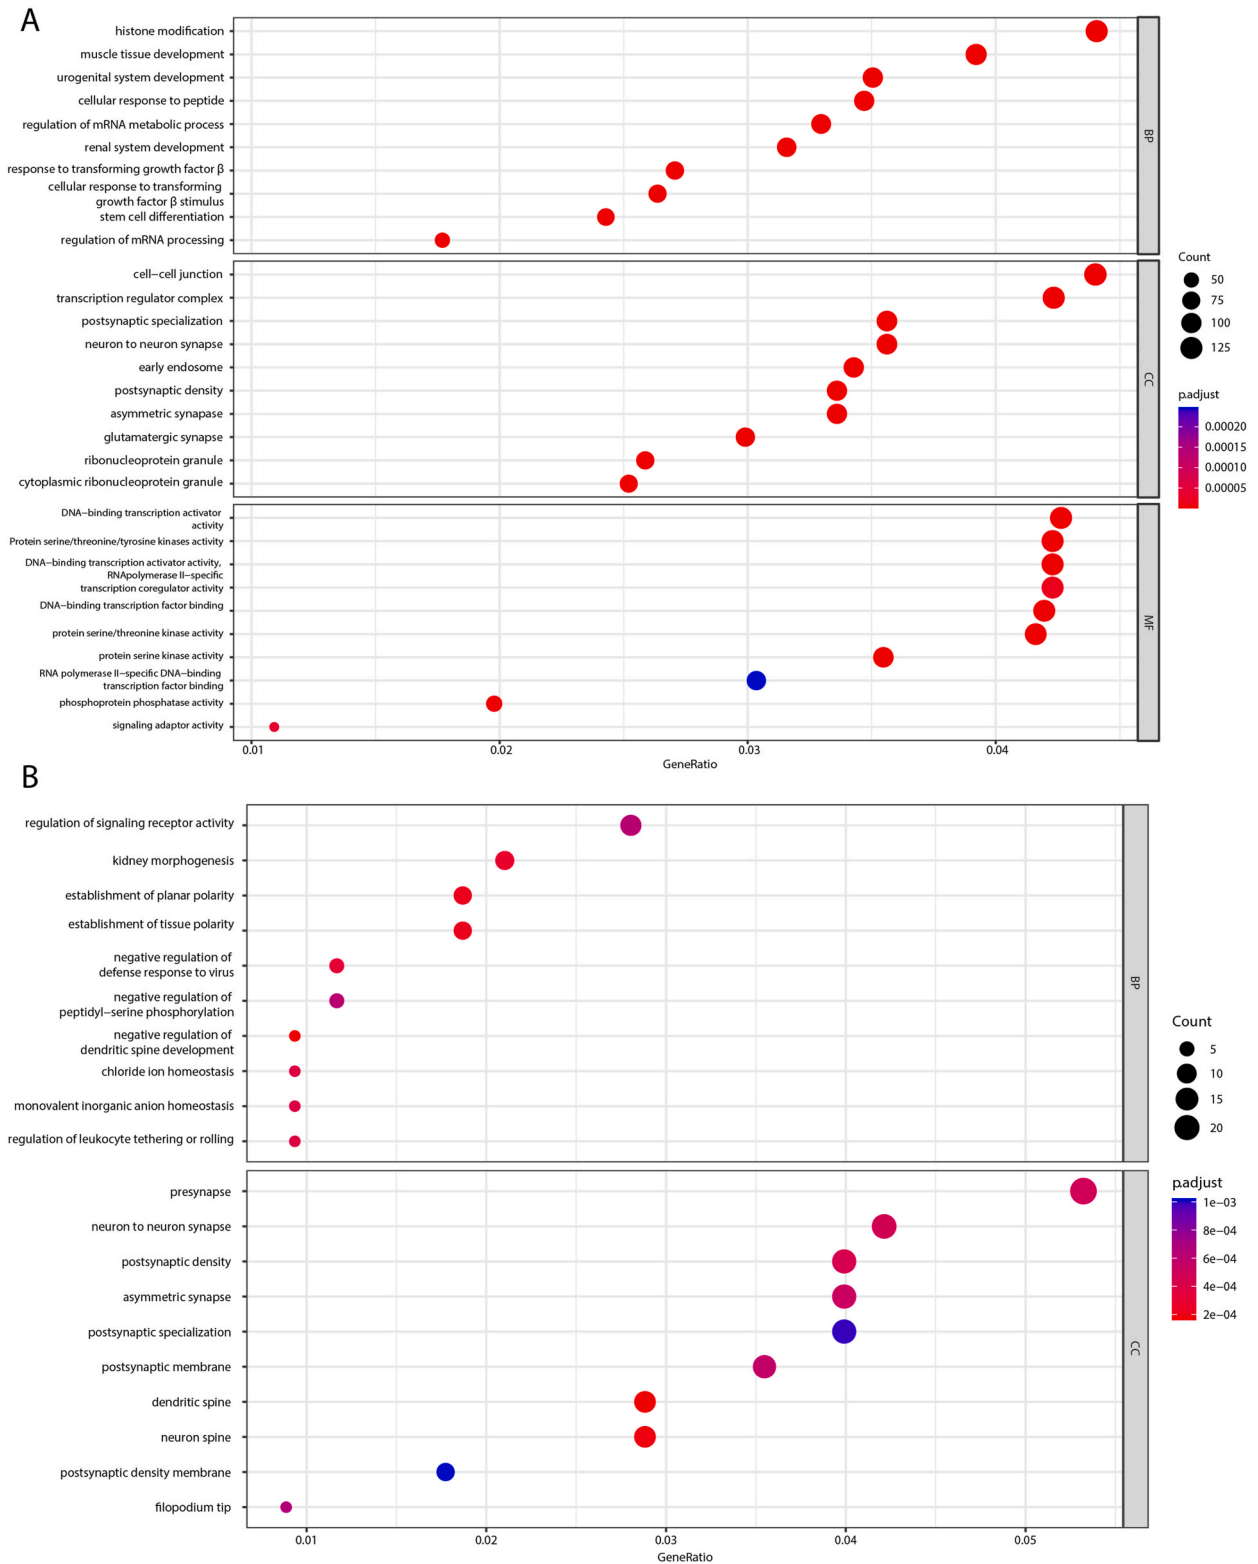 A
histone modification
muscle tissue development
urogenital system development
cellular response to peptide
regulation of mRNA metabolic process
renal system development
response to transforming growth factor β
cellular response to transforming
growth factor β stimulus
stem cell differentiation
regulation of mRNA processing
BP
cell−cell junction
transcription regulator complex
postsynaptic specialization
neuron to neuron synapse
early endosome
postsynaptic density
asymmetric synapase
glutamatergic synapse
ribonucleoprotein granule
cytoplasmic ribonucleoprotein granule
CC
DNA−binding transcription activator
activity
Protein serine/threonine/tyrosine kinases activity
DNA−binding transcription activator activity,
RNApolymerase II−specific
transcription coregulator activity
DNA−binding transcription factor binding
protein serine/threonine kinase activity
protein serine kinase activity
RNA polymerase II−specific DNA−binding
transcription factor binding
phosphoprotein phosphatase activity
signaling adaptor activity
MF
0.01 0.02 0.03 0.04
GeneRatio
Count
50
75
100
125
p.adjust
0.00020
0.00015
0.00010
0.00005
B
regulation of signaling receptor activity
kidney morphogenesis
establishment of planar polarity
establishment of tissue polarity
negative regulation of
defense response to virus
negative regulation of
peptidyl−serine phosphorylation
negative regulation of
dendritic spine development
chloride ion homeostasis
monovalent inorganic anion homeostasis
regulation of leukocyte tethering or rolling
BP
presynapse
neuron to neuron synapse
postsynaptic density
asymmetric synapse
postsynaptic specialization
postsynaptic membrane
dendritic spine
neuron spine
postsynaptic density membrane
filopodium tip
CC
0.01 0.02 0.03 0.04 0.05
GeneRatio
Count
5
10
15
20
p.adjust
1e−03
8e−04
6e−04
4e−04
2e−04